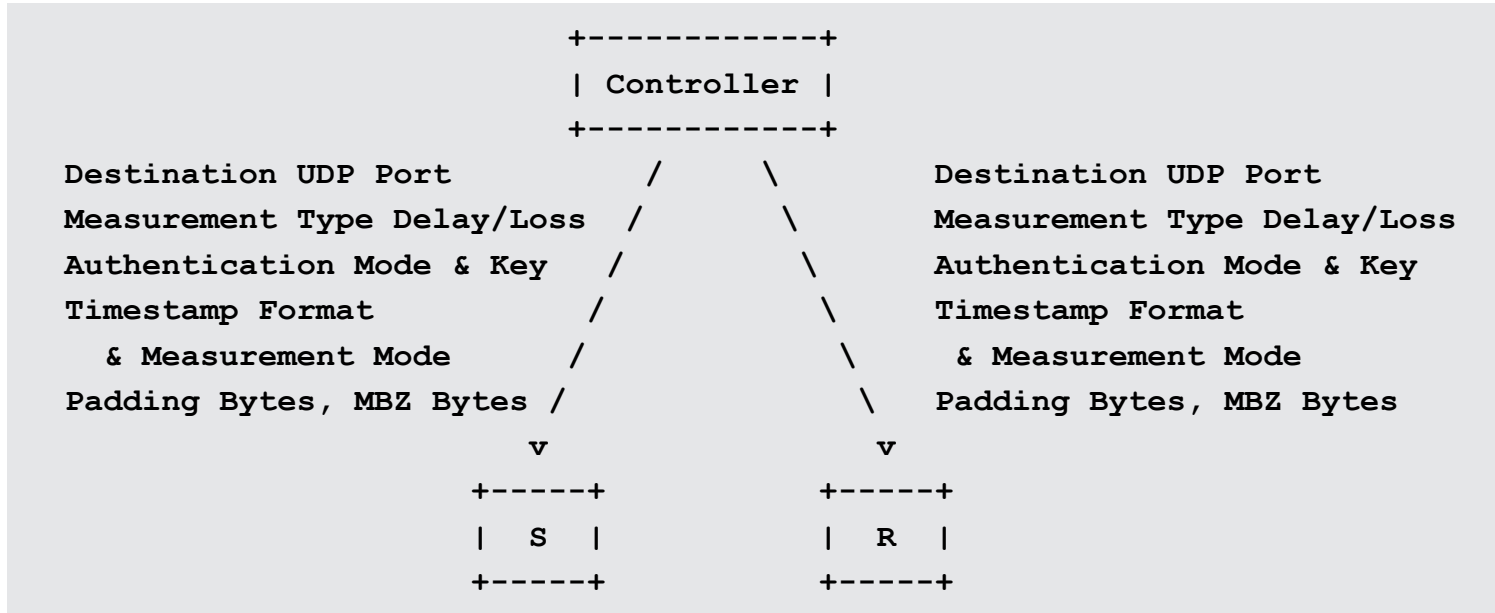 +------------+
| Controller |
+------------+
Destination UDP Port          /     \        Destination UDP Port
Measurement Type Delay/Loss  /       \       Measurement Type Delay/Loss
Authentication Mode & Key   /         \      Authentication Mode & Key
Timestamp Format           /           \     Timestamp Format
  & Measurement Mode      /             \     & Measurement Mode
Padding Bytes, MBZ Bytes /               \   Padding Bytes, MBZ Bytes
v                 v
+-----+           +-----+
|  S  |           |  R  |
+-----+           +-----+